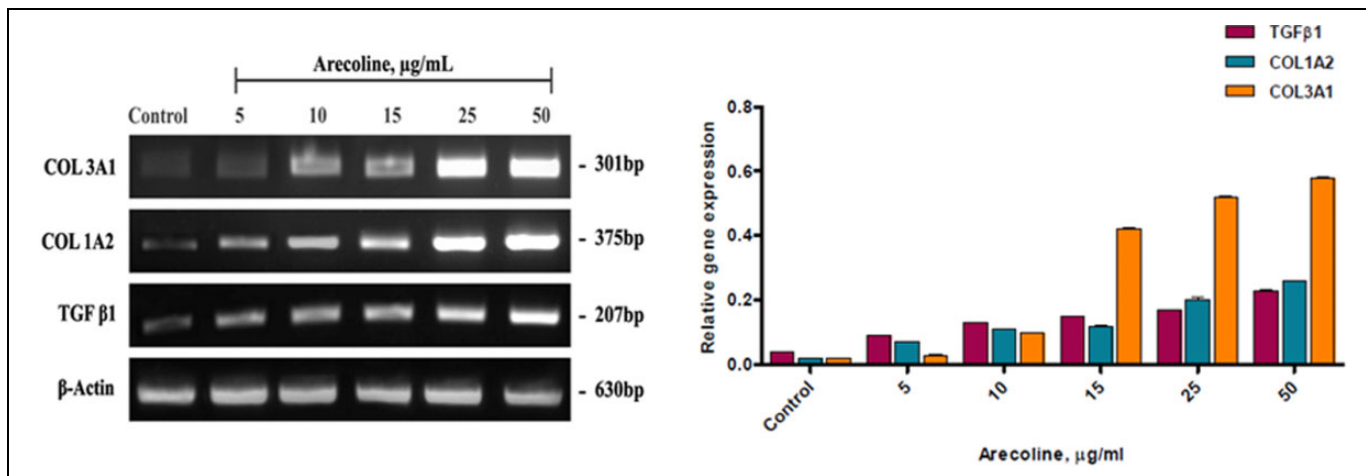 Arecoline, µg/mL
Control 5 10 15 25 50
COL 3A1 - 301bp
COL 1A2 - 375bp
TGF β1 - 207bp
β-Actin - 630bp
TGFβ1
COL1A2
COL3A1
Relative gene expression
0.8
0.6
0.4
0.2
0.0
Control 5 10 15 25 50
Arecoline, µg/ml